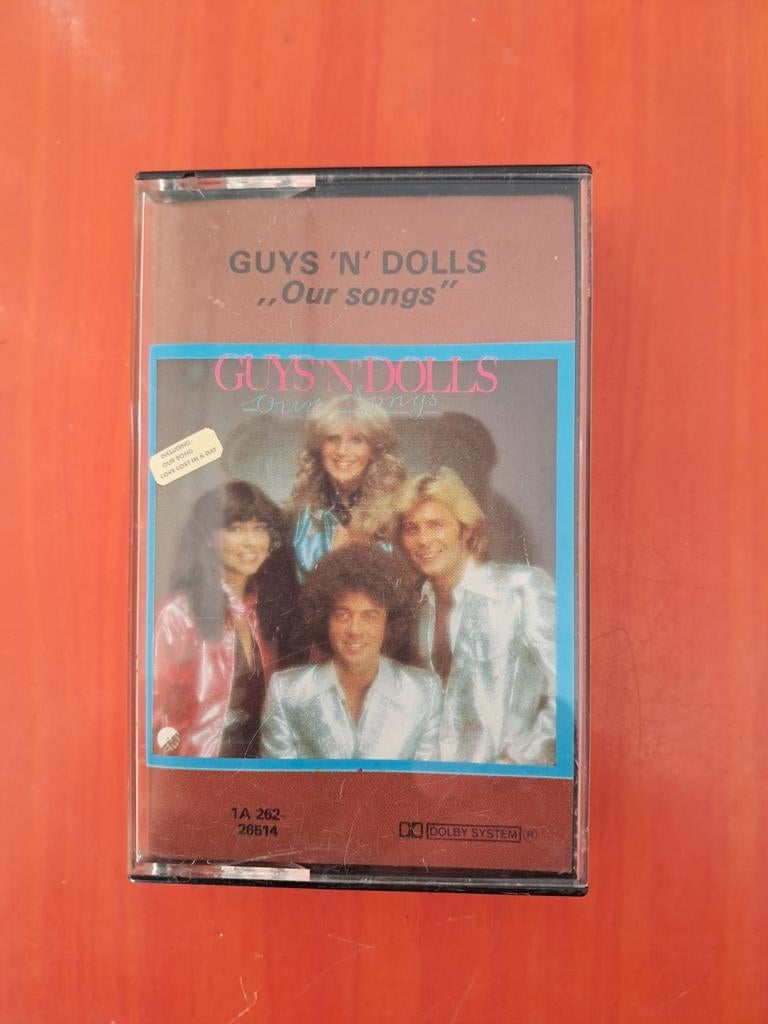 GUYS 'N' DOLLS
„Our songs”
GUYS'N'DOLLS
Our Songs
INCLUDING:
OUR SONG
LOVE LOST IN A DAY
1A 262-
26514
DOLBY SYSTEM ®